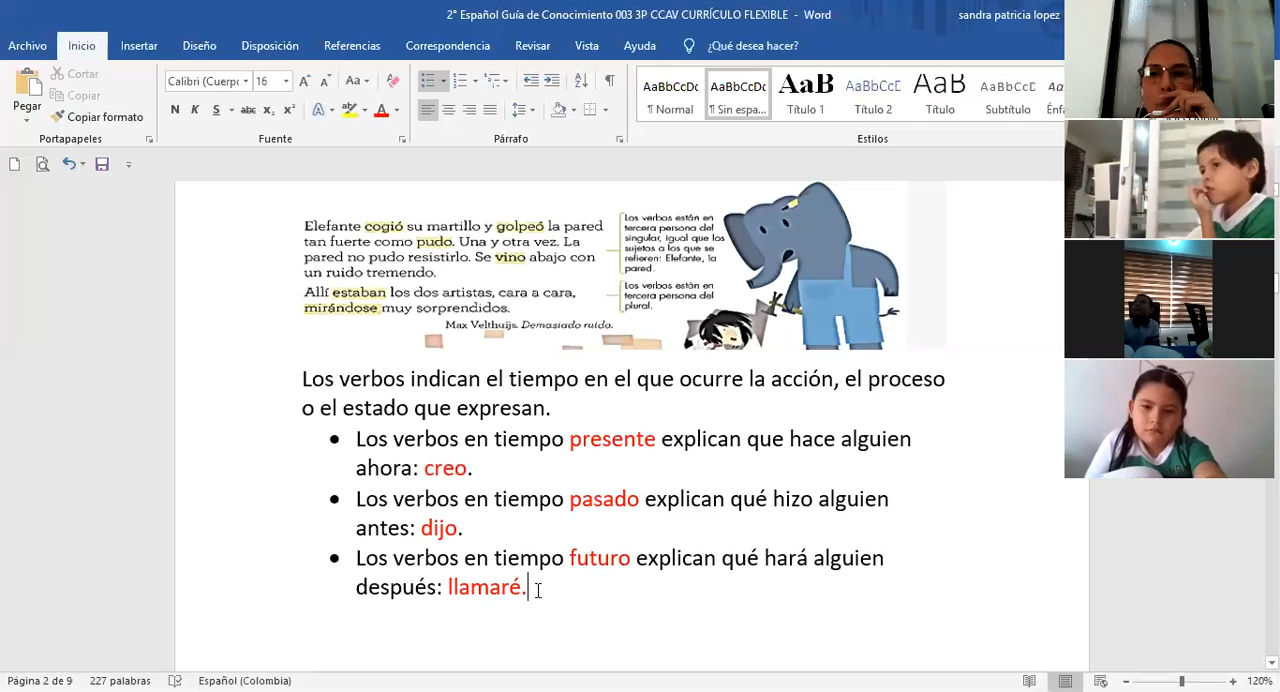 2° Español Guía de Conocimiento 003 3P CCAV CURRÍCULO FLEXIBLE - Word
sandra patricia lopez
Archivo Inicio Insertar Diseño Disposición Referencias Correspondencia Revisar Vista Ayuda ¿Qué desea hacer?
Pegar
Cortar
Copiar
Copiar formato
Portapapeles
Calibri (Cuerpo 16
Fuente
Párrafo
AaBbCcDc
¶ Normal
AaBbCcDc
¶ Sin espa...
AaB
Título 1
AaBbCcD
Título 2
AaB
Título
AaBbCcD
Subtítulo
Estilos
Elefante cogió su martillo y golpeó la pared
tan fuerte como pudo. Una y otra vez. La
pared no pudo resistirlo. Se vino abajo con
un ruido tremendo.
Allí estaban los dos artistas, cara a cara,
mirándose muy sorprendidos.
Max Velthuijs. Demasiado ruido.
Los verbos están en
tercera persona del
singular, igual que los
sujetos a los que se
refieren: Elefante, la
pared.
Los verbos están en
tercera persona del
plural.
Los verbos indican el tiempo en el que ocurre la acción, el proceso
o el estado que expresan.
• Los verbos en tiempo presente explican que hace alguien
ahora: creo.
• Los verbos en tiempo pasado explican qué hizo alguien
antes: dijo.
• Los verbos en tiempo futuro explican qué hará alguien
después: llamaré.
Página 2 de 9 227 palabras Español (Colombia) 120%